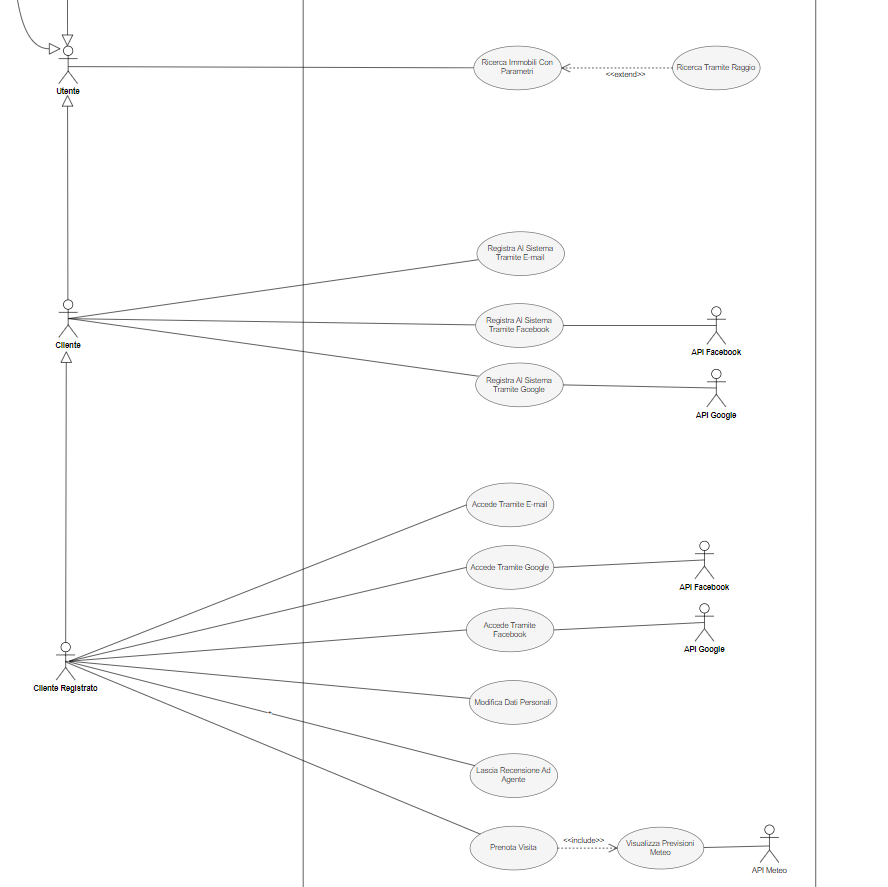 Ricerca Immobili Con
Parametri
<<extend>>
Ricerca Tramite Raggio
Utente
Registra Al Sistema
Tramite E-mail
Registra Al Sistema
Tramite Facebook
Cliente
API Facebook
Registra Al Sistema
Tramite Google
API Google
Accede Tramite E-mail
Accede Tramite Google
API Facebook
Accede Tramite
Facebook
API Google
Cliente Registrato
Modifica Dati Personali
Lascia Recensione Ad
Agente
Prenota Visita
<<include>>
Visualizza Previsioni
Meteo
API Meteo